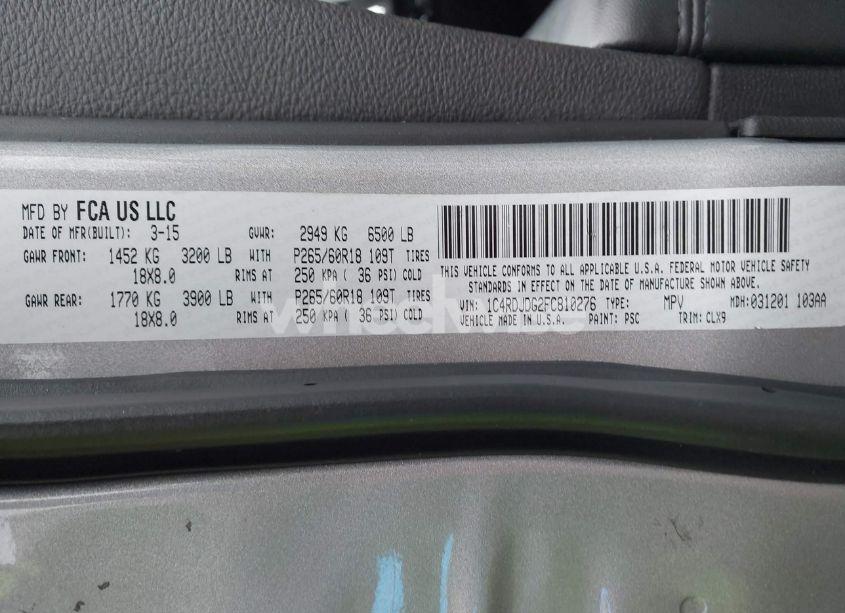 MFD BY FCA US LLC
DATE OF MFR(BUILT): 3-15 GVWR: 2949 KG 6500 LB
GAWR FRONT: 1452 KG 3200 LB WITH P265/60R18 109T TIRES
18X8.0 RIMS AT 250 KPA ( 36 PSI) COLD
GAWR REAR: 1770 KG 3900 LB WITH P265/60R18 109T TIRES
18X8.0 RIMS AT 250 KPA ( 36 PSI) COLD
THIS VEHICLE CONFORMS TO ALL APPLICABLE U.S.A. FEDERAL MOTOR VEHICLE SAFETY
STANDARDS IN EFFECT ON THE DATE OF MANUFACTURE SHOWN ABOVE.
VIN: 1C4RDJDG2FC810276 TYPE: MPV MDH:031201 103AA
VEHICLE MADE IN U.S.A. PAINT: PSC TRIM: CLX9